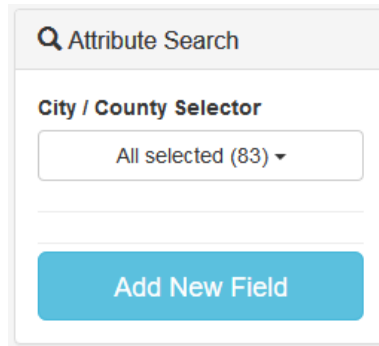 Attribute Search
City / County Selector
All selected (83)
Add New Field